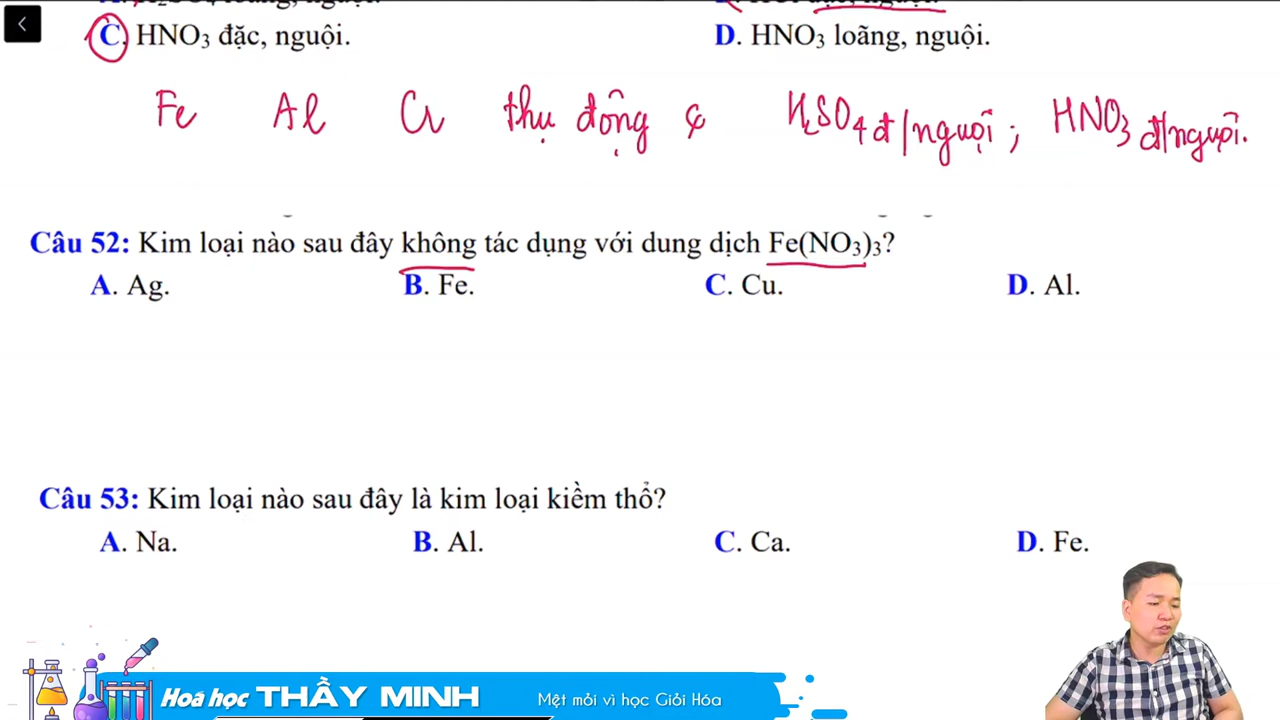 C. HNO₃ đặc, nguội.
D. HNO₃ loãng, nguội.
Fe Al Cr thụ động H₂SO₄ đ/nguội ; HNO₃ đ/nguội.
Câu 52: Kim loại nào sau đây không tác dụng với dung dịch Fe(NO₃)₃?
A. Ag. B. Fe. C. Cu. D. Al.
Câu 53: Kim loại nào sau đây là kim loại kiềm thổ?
A. Na. B. Al. C. Ca. D. Fe.
Hoá học THẦY MINH Mệt mỏi vì học Giỏi Hóa